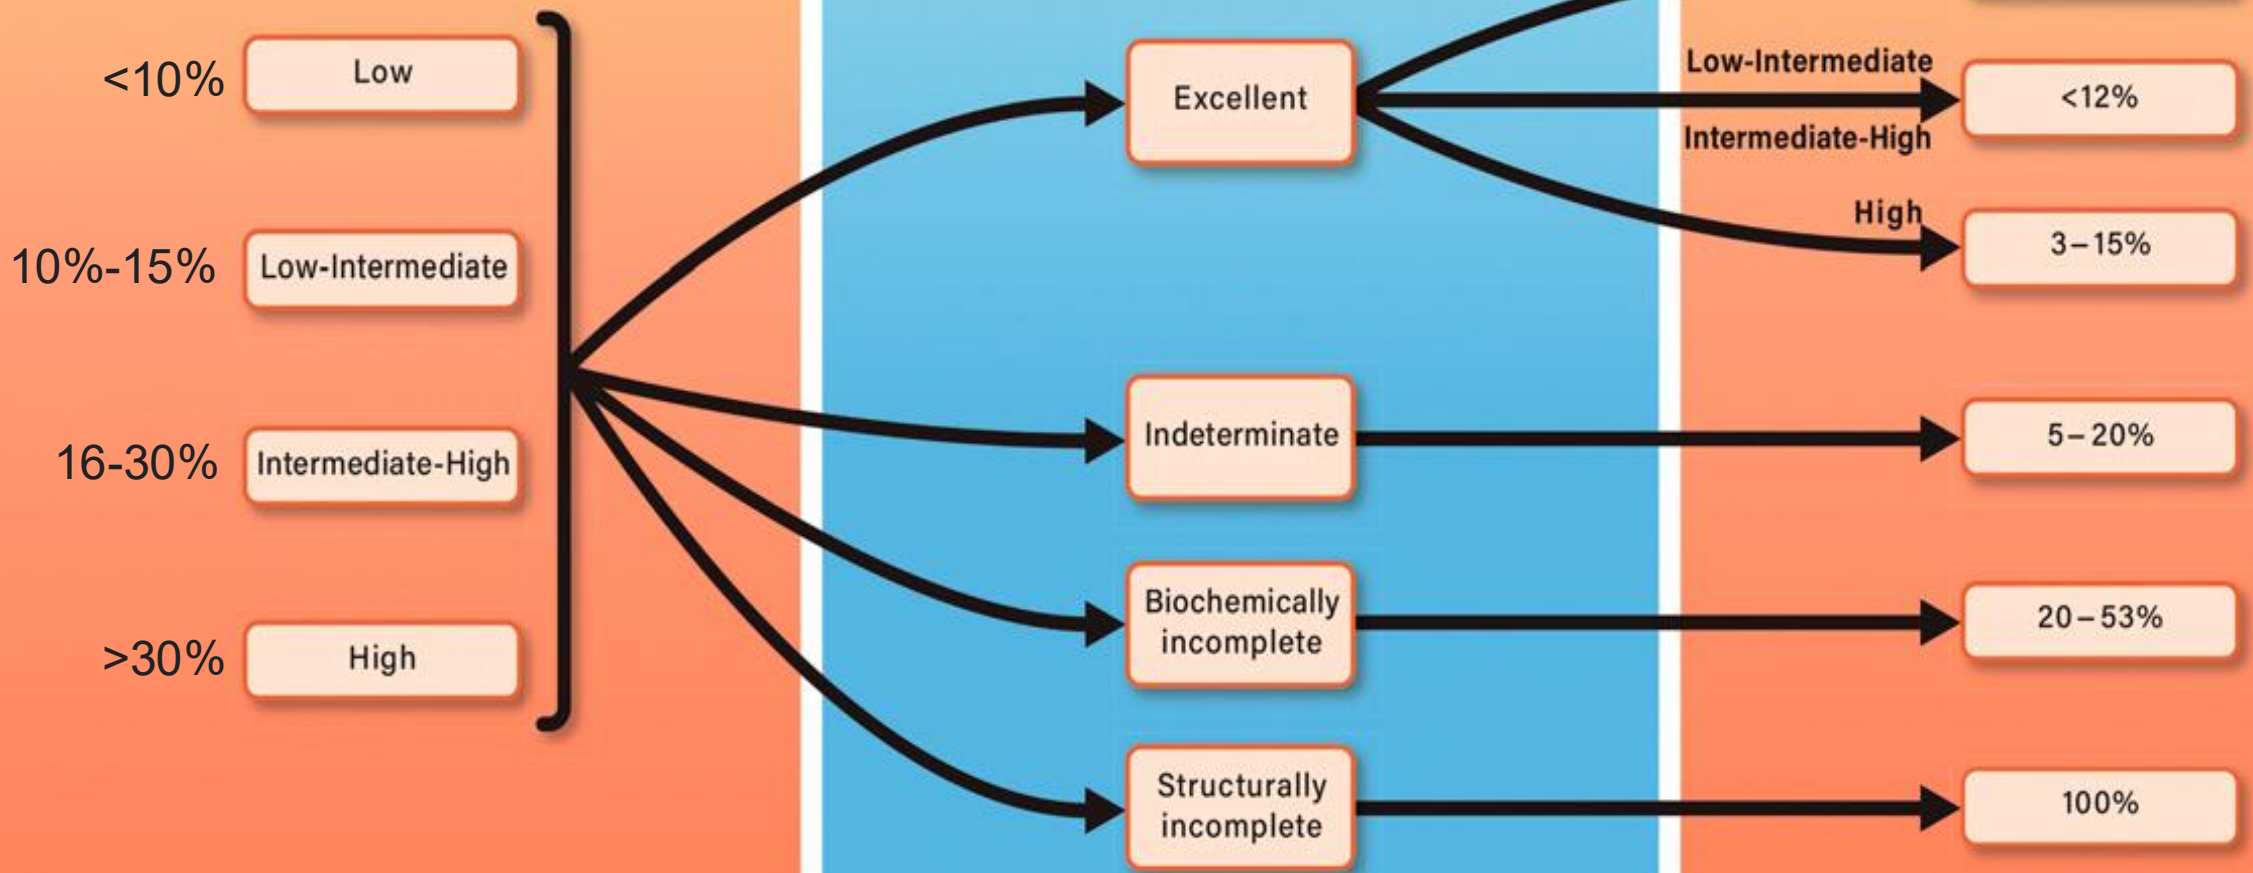 <10%
Low
10%-15%
Low-Intermediate
16-30%
Intermediate-High
>30%
High
Excellent
Indeterminate
Biochemically
incomplete
Structurally
incomplete
Low-Intermediate
Intermediate-High
<12%
High
3–15%
5–20%
20–53%
100%